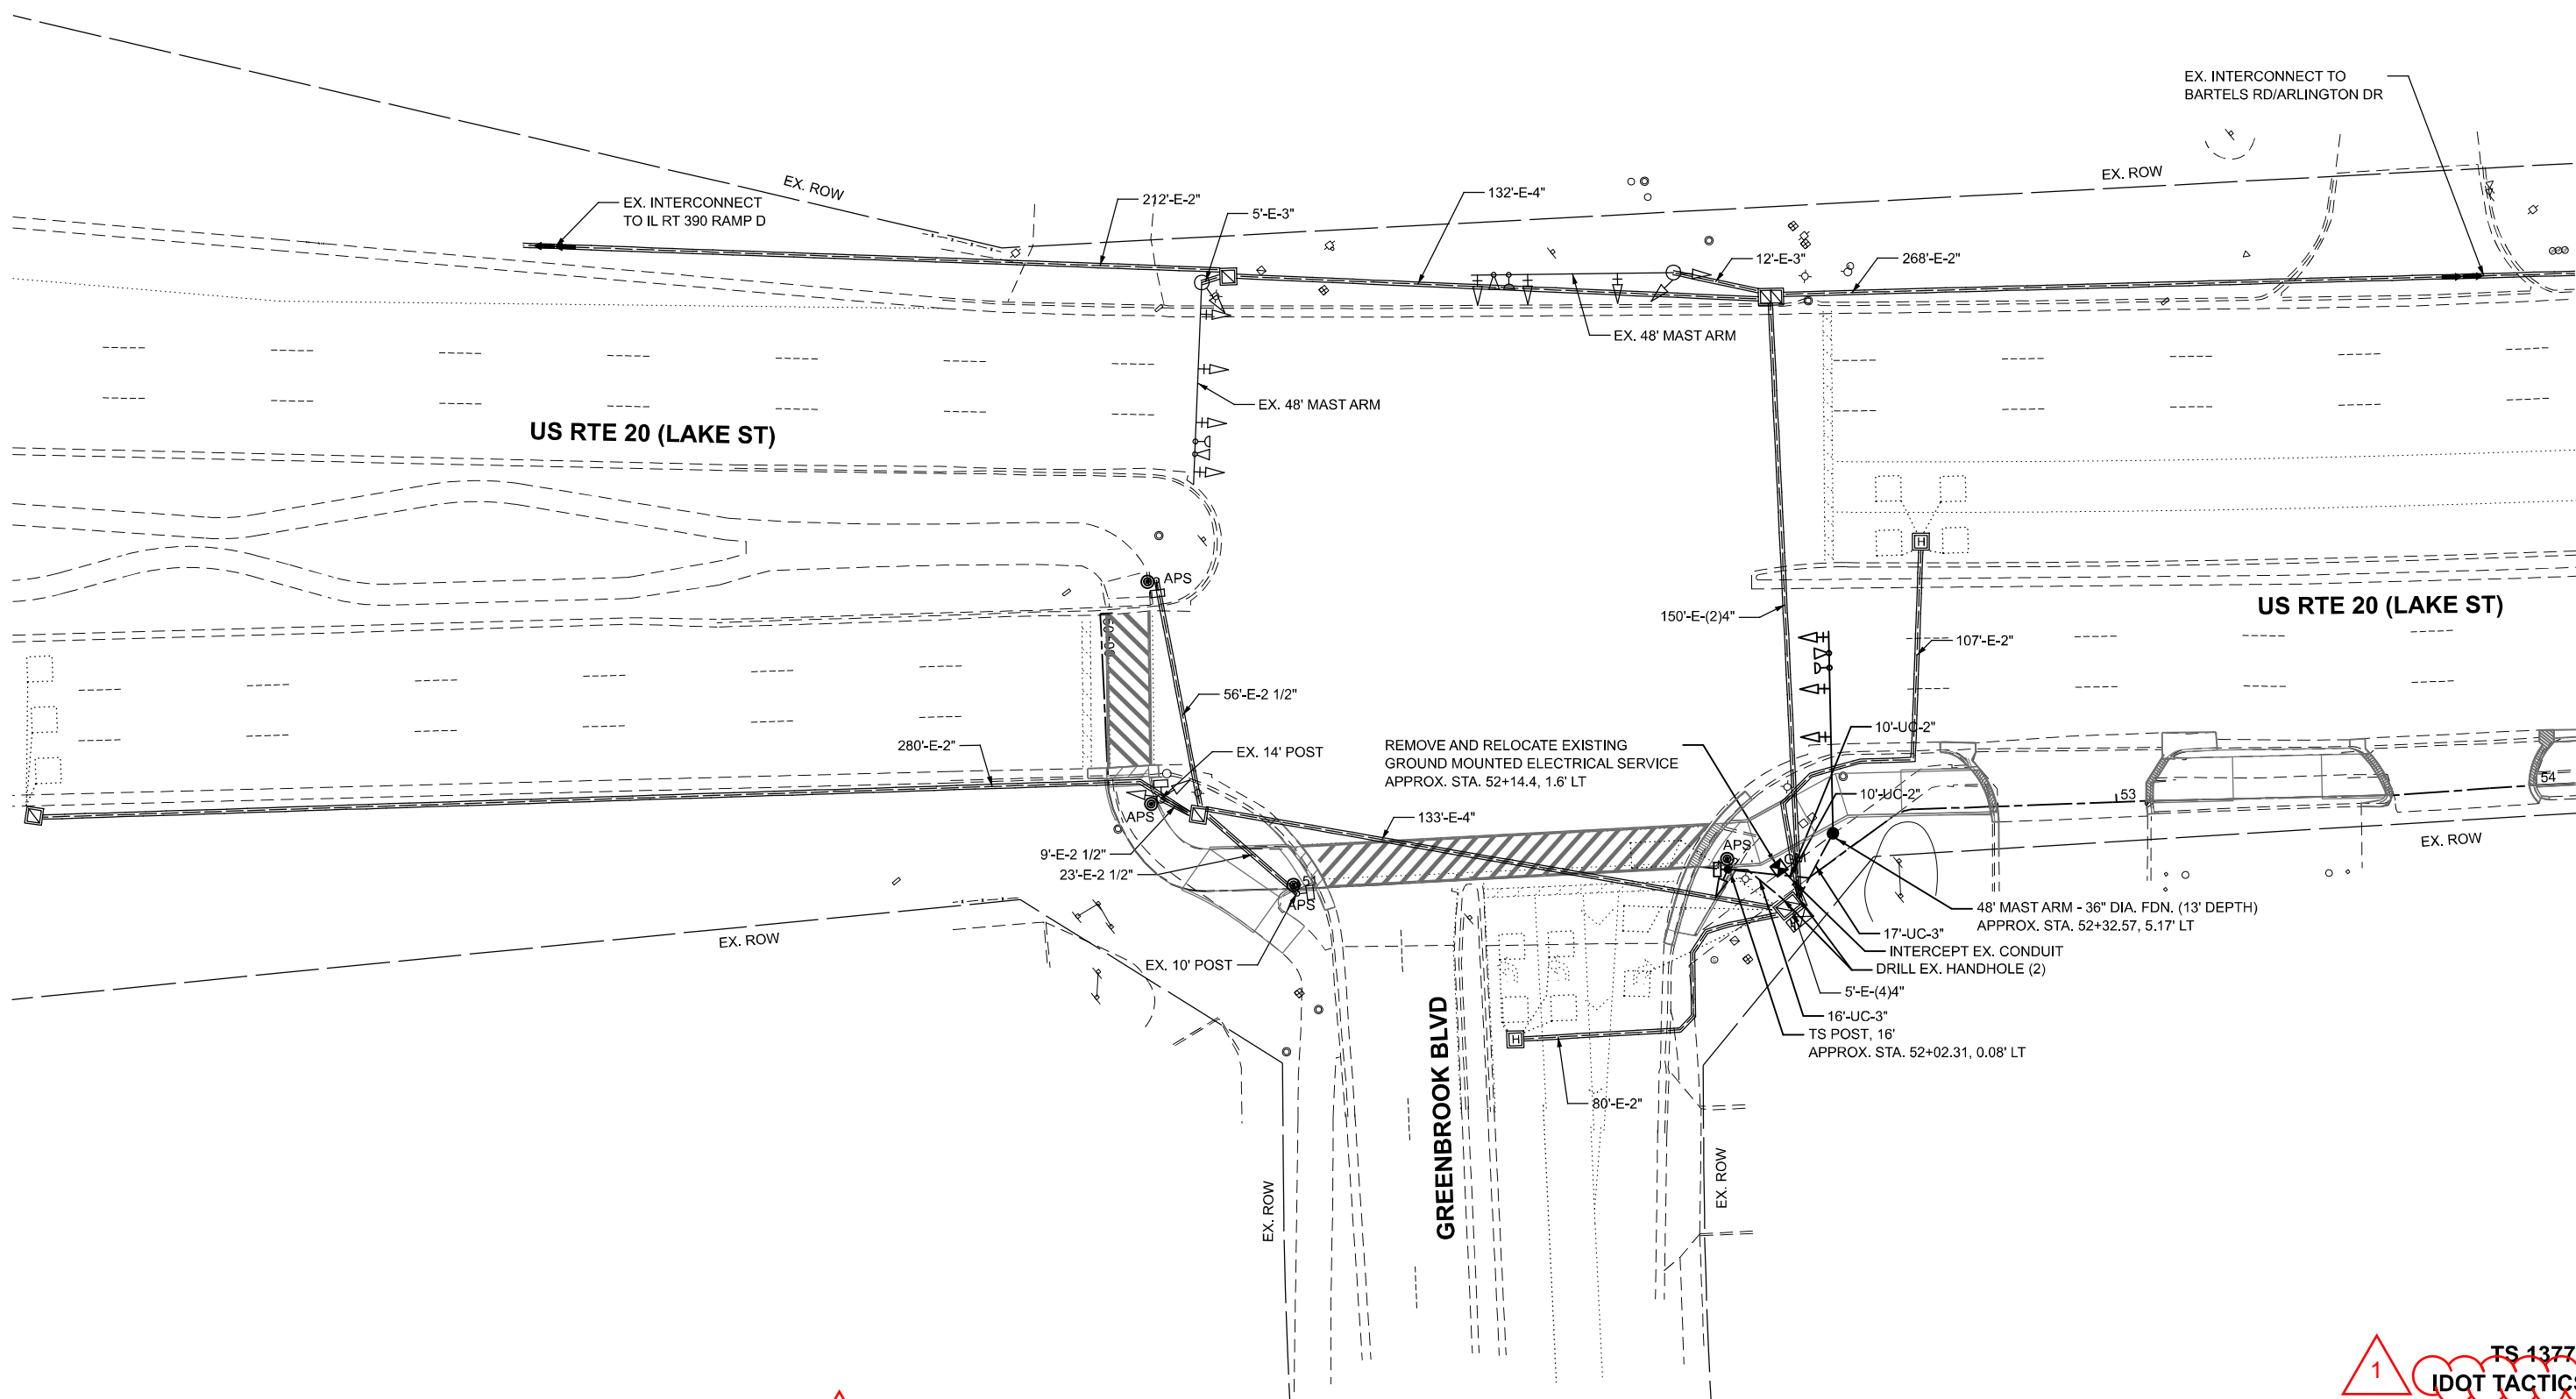 EX. INTERCONNECT TO
BARTELS RD/ARLINGTON DR
EX. ROW
EX. ROW
EX. INTERCONNECT
TO IL RT 390 RAMP D
212'-E-2"
5'-E-3"
132'-E-4"
12'-E-3"
268'-E-2"
EX. 48' MAST ARM
EX. 48' MAST ARM
US RTE 20 (LAKE ST)
APS
US RTE 20 (LAKE ST)
150'-E-(2)4"
107'-E-2"
56'-E-2 1/2"
10'-UC-2"
280'-E-2"
EX. 14' POST
REMOVE AND RELOCATE EXISTING
GROUND MOUNTED ELECTRICAL SERVICE
APPROX. STA. 52+14.4, 1.6' LT
10'-UC-2"
53
54
133'-E-4"
APS
EX. ROW
9'-E-2 1/2"
APS
23'-E-2 1/2"
51
APS
48' MAST ARM - 36" DIA. FDN. (13' DEPTH)
APPROX. STA. 52+32.57, 5.17' LT
17'-UC-3"
EX. ROW
INTERCEPT EX. CONDUIT
EX. 10' POST
DRILL EX. HANDHOLE (2)
H
H
5'-E-(4)4"
16'-UC-3"
TS POST, 16'
APPROX. STA. 52+02.31, 0.08' LT
80'-E-2"
GREENBROOK BLVD
EX. ROW
EX. ROW
1
TS 1377
IDOT TACTICS